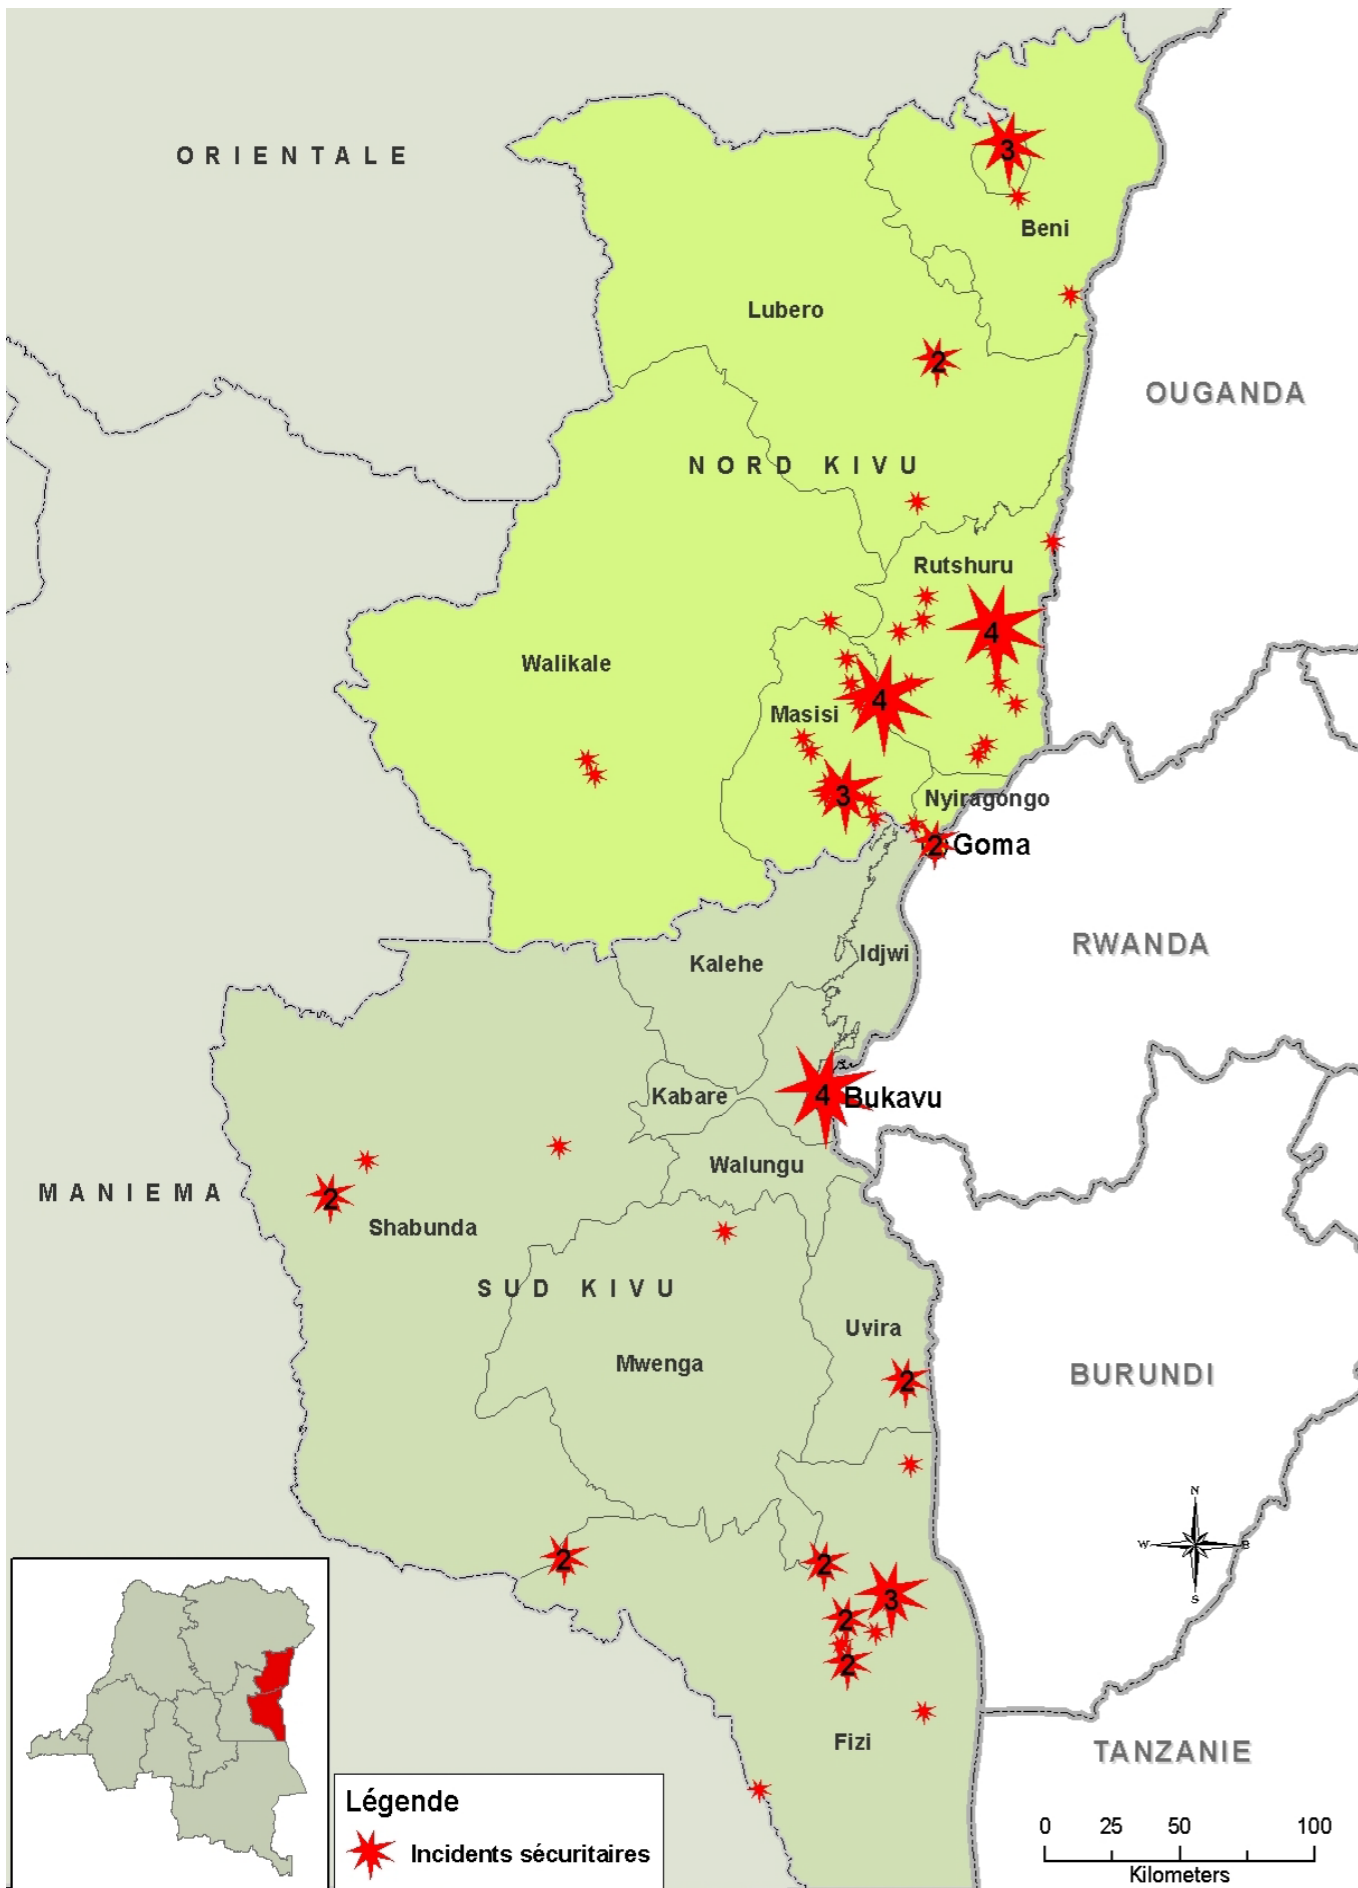 ORIENTALE
3
Beni
Lubero
2
OUGANDA
NORD KIVU
Rutshuru
4
Walikale
4
Masisi
3
Nyiragongo
2
Goma
RWANDA
Kalehe
Idjwi
Kabare
4
Bukavu
Walungu
MANIEMA
2
Shabunda
SUD KIVU
Uvira
Mwenga
2
BURUNDI
N
W
E
S
2
2
3
2
2
Fizi
TANZANIE
Légende
Incidents sécuritaires
0 25 50 100
Kilometers